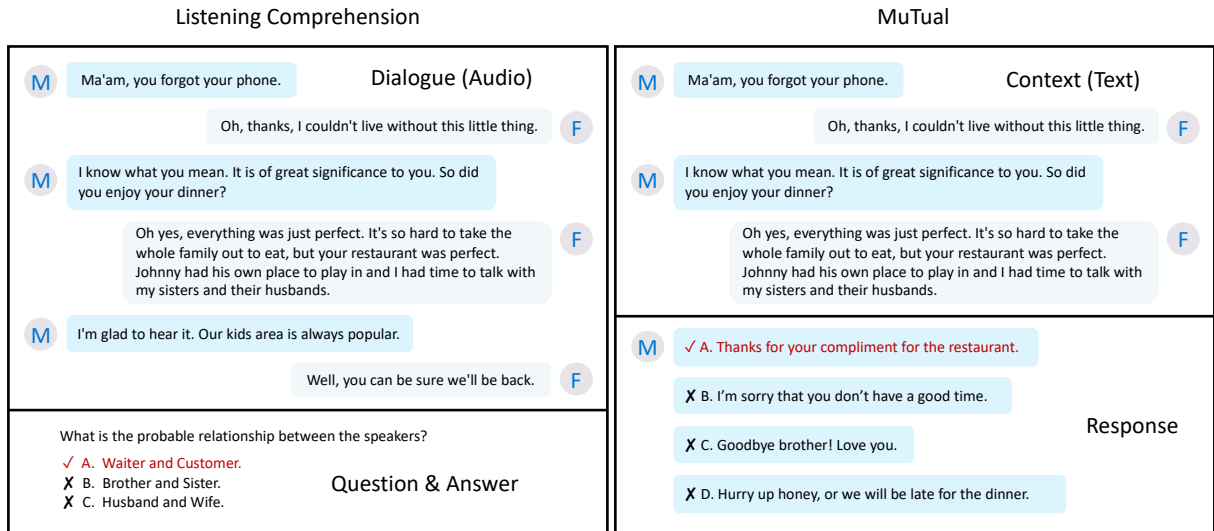 Listening Comprehension
M
Ma'am, you forgot your phone.
Dialogue (Audio)
Oh, thanks, I couldn't live without this little thing.
F
M
I know what you mean. It is of great significance to you. So did
you enjoy your dinner?
Oh yes, everything was just perfect. It's so hard to take the
whole family out to eat, but your restaurant was perfect.
Johnny had his own place to play in and I had time to talk with
my sisters and their husbands.
F
M
I'm glad to hear it. Our kids area is always popular.
Well, you can be sure we'll be back.
F
What is the probable relationship between the speakers?
✓ A. Waiter and Customer.
✗ B. Brother and Sister.
✗ C. Husband and Wife.
Question & Answer
MuTual
M
Ma'am, you forgot your phone.
Context (Text)
Oh, thanks, I couldn't live without this little thing.
F
M
I know what you mean. It is of great significance to you. So did
you enjoy your dinner?
Oh yes, everything was just perfect. It's so hard to take the
whole family out to eat, but your restaurant was perfect.
Johnny had his own place to play in and I had time to talk with
my sisters and their husbands.
F
M
✓ A. Thanks for your compliment for the restaurant.
✗ B. I’m sorry that you don’t have a good time.
✗ C. Goodbye brother! Love you.
✗ D. Hurry up honey, or we will be late for the dinner.
Response